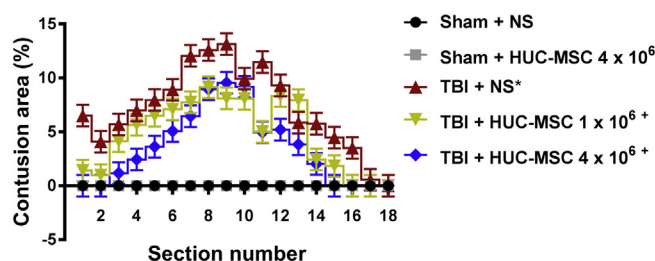 Contusion area (%)
15
10
5
0
-5
2 4 6 8 10 12 14 16 18
Section number
Sham + NS
Sham + HUC-MSC 4 x 10⁶
TBI + NS*
TBI + HUC-MSC 1 x 10⁶ ⁺
TBI + HUC-MSC 4 x 10⁶ ⁺